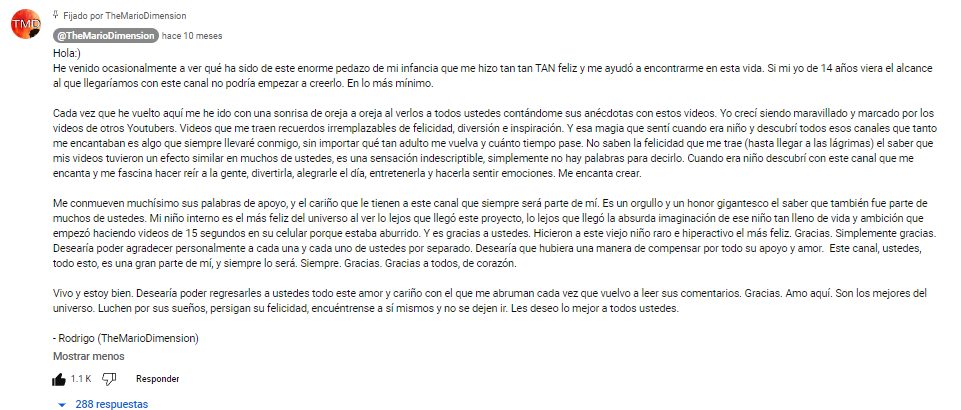 TMD
Fijado por TheMarioDimension
@TheMarioDimension hace 10 meses
Hola:)
He venido ocasionalmente a ver qué ha sido de este enorme pedazo de mi infancia que me hizo tan tan TAN feliz y me ayudó a encontrarme en esta vida. Si mi yo de 14 años viera el alcance
al que llegaríamos con este canal no podría empezar a creerlo. En lo más mínimo.
Cada vez que he vuelto aquí me he ido con una sonrisa de oreja a oreja al verlos a todos ustedes contándome sus anécdotas con estos videos. Yo crecí siendo maravillado y marcado por los
videos de otros Youtubers. Videos que me traen recuerdos irremplazables de felicidad, diversión e inspiración. Y esa magia que sentí cuando era niño y descubrí todos esos canales que tanto
me encantaban es algo que siempre llevaré conmigo, sin importar qué tan adulto me vuelva y cuánto tiempo pase. No saben la felicidad que me trae (hasta llegar a las lágrimas) el saber que
mis videos tuvieron un efecto similar en muchos de ustedes, es una sensación indescriptible, simplemente no hay palabras para decirlo. Cuando era niño descubrí con este canal que me
encanta y me fascina hacer reír a la gente, divertirla, alegrarle el día, entretenerla y hacerla sentir emociones. Me encanta crear.
Me conmueven muchísimo sus palabras de apoyo, y el cariño que le tienen a este canal que siempre será parte de mí. Es un orgullo y un honor gigantesco el saber que también fue parte de
muchos de ustedes. Mi niño interno es el más feliz del universo al ver lo lejos que llegó este proyecto, lo lejos que llegó la absurda imaginación de ese niño tan lleno de vida y ambición que
empezó haciendo videos de 15 segundos en su celular porque estaba aburrido. Y es gracias a ustedes. Hicieron a este viejo niño raro e hiperactivo el más feliz. Gracias. Simplemente gracias.
Desearía poder agradecer personalmente a cada una y cada uno de ustedes por separado. Desearía que hubiera una manera de compensar por todo su apoyo y amor. Este canal, ustedes,
todo esto, es una gran parte de mí, y siempre lo será. Siempre. Gracias. Gracias a todos, de corazón.
Vivo y estoy bien. Desearía poder regresarles a ustedes todo este amor y cariño con el que me abruman cada vez que vuelvo a leer sus comentarios. Gracias. Amo aquí. Son los mejores del
universo. Luchen por sus sueños, persigan su felicidad, encuéntrense a sí mismos y no se dejen ir. Les deseo lo mejor a todos ustedes.
- Rodrigo (TheMarioDimension)
Mostrar menos
1.1 K Responder
288 respuestas